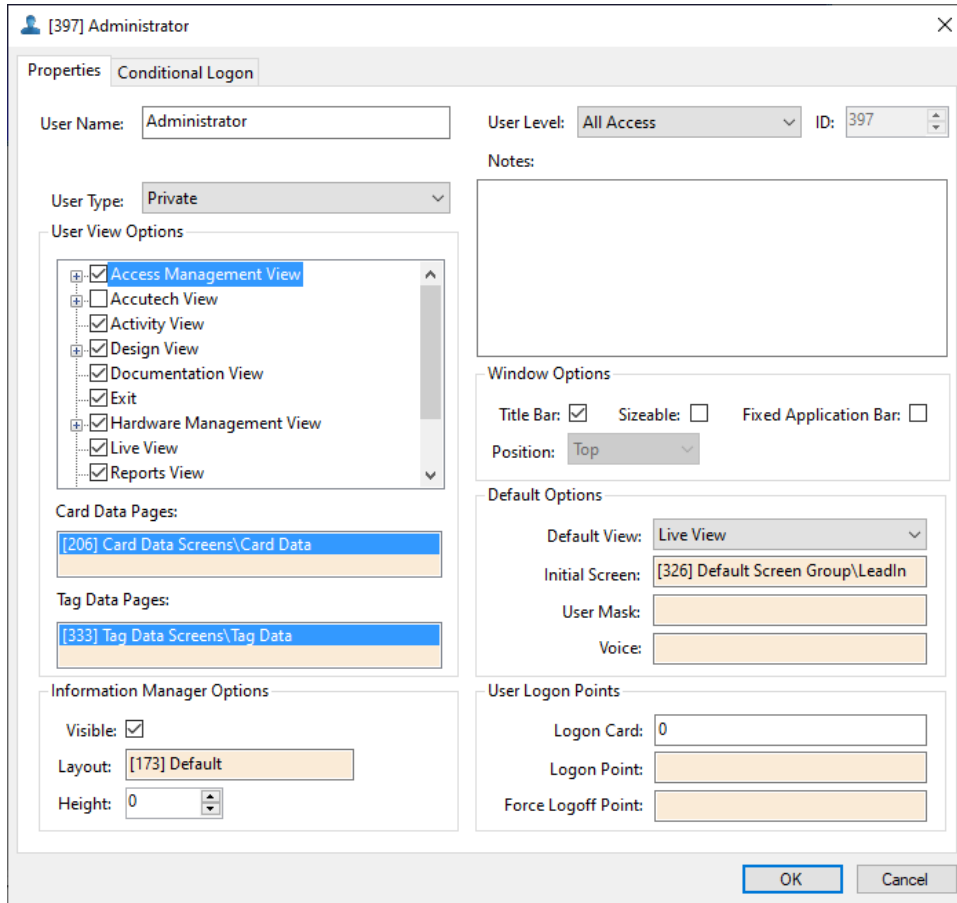 [397] Administrator
Properties
Conditional Logon
User Name: Administrator
User Type: Private
User View Options
Access Management View
Accutech View
Activity View
Design View
Documentation View
Exit
Hardware Management View
Live View
Reports View
Card Data Pages:
[206] Card Data Screens\Card Data
Tag Data Pages:
[333] Tag Data Screens\Tag Data
Information Manager Options
Visible:
Layout: [173] Default
Height: 0
User Level: All Access ID: 397
Notes:
Window Options
Title Bar: Sizeable: Fixed Application Bar:
Position: Top
Default Options
Default View: Live View
Initial Screen: [326] Default Screen Group\LeadIn
User Mask:
Voice:
User Logon Points
Logon Card: 0
Logon Point:
Force Logoff Point:
OK Cancel